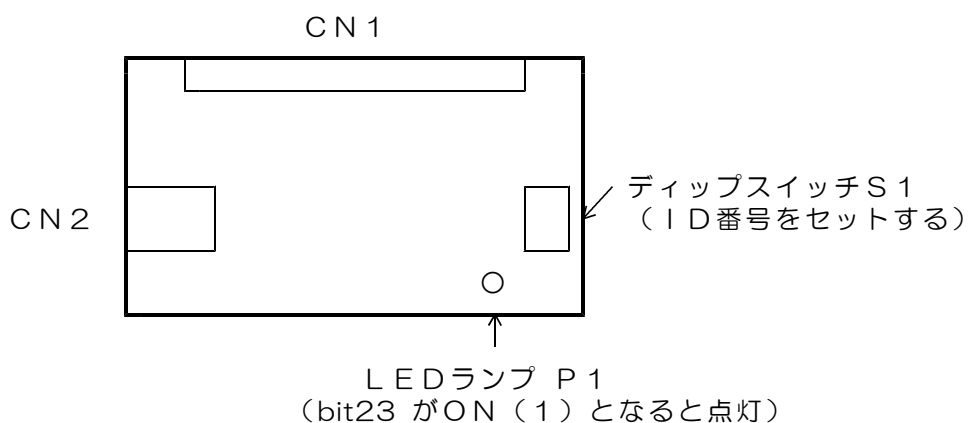 ＣＮ１
ディップスイッチＳ１
ＣＮ２
（ＩＤ番号をセットする）
ＬＥＤランプ Ｐ１
（bit23 がＯＮ（１）となると点灯）